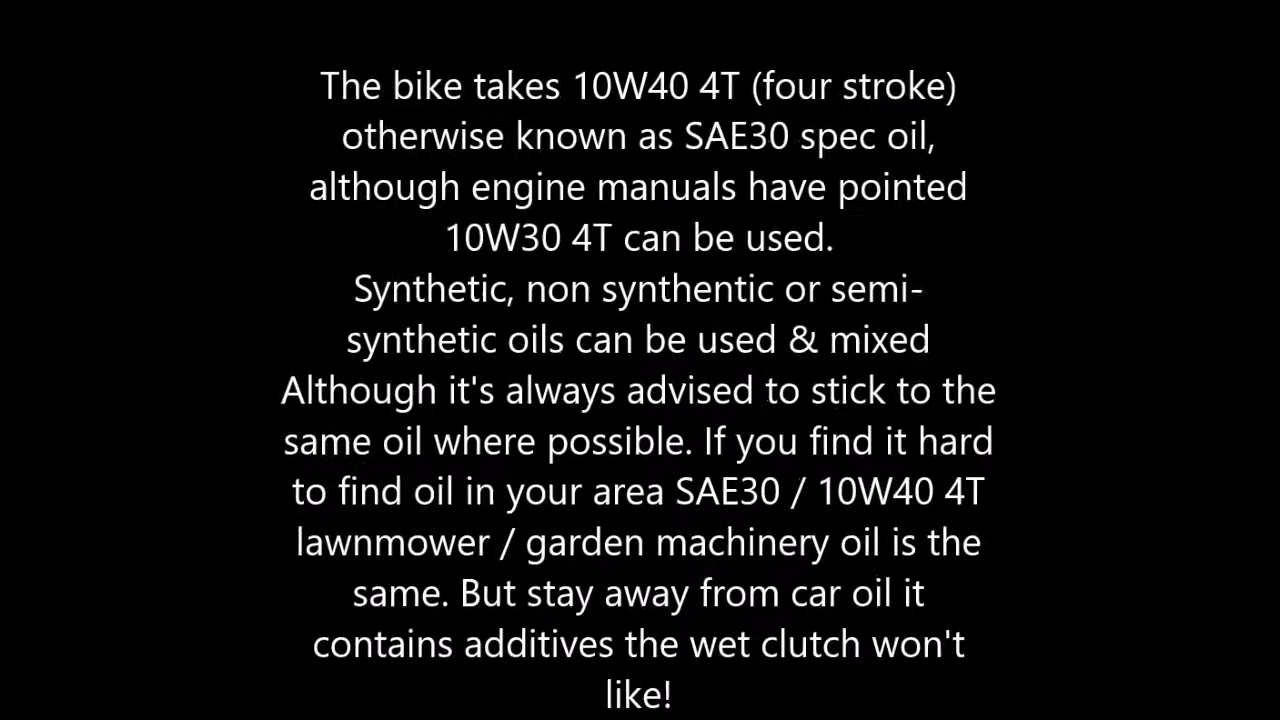 The bike takes 10W40 4T (four stroke)
otherwise known as SAE30 spec oil,
although engine manuals have pointed
10W30 4T can be used.
Synthetic, non synthentic or semi-
synthetic oils can be used & mixed
Although it's always advised to stick to the
same oil where possible. If you find it hard
to find oil in your area SAE30 / 10W40 4T
lawnmower / garden machinery oil is the
same. But stay away from car oil it
contains additives the wet clutch won't
like!